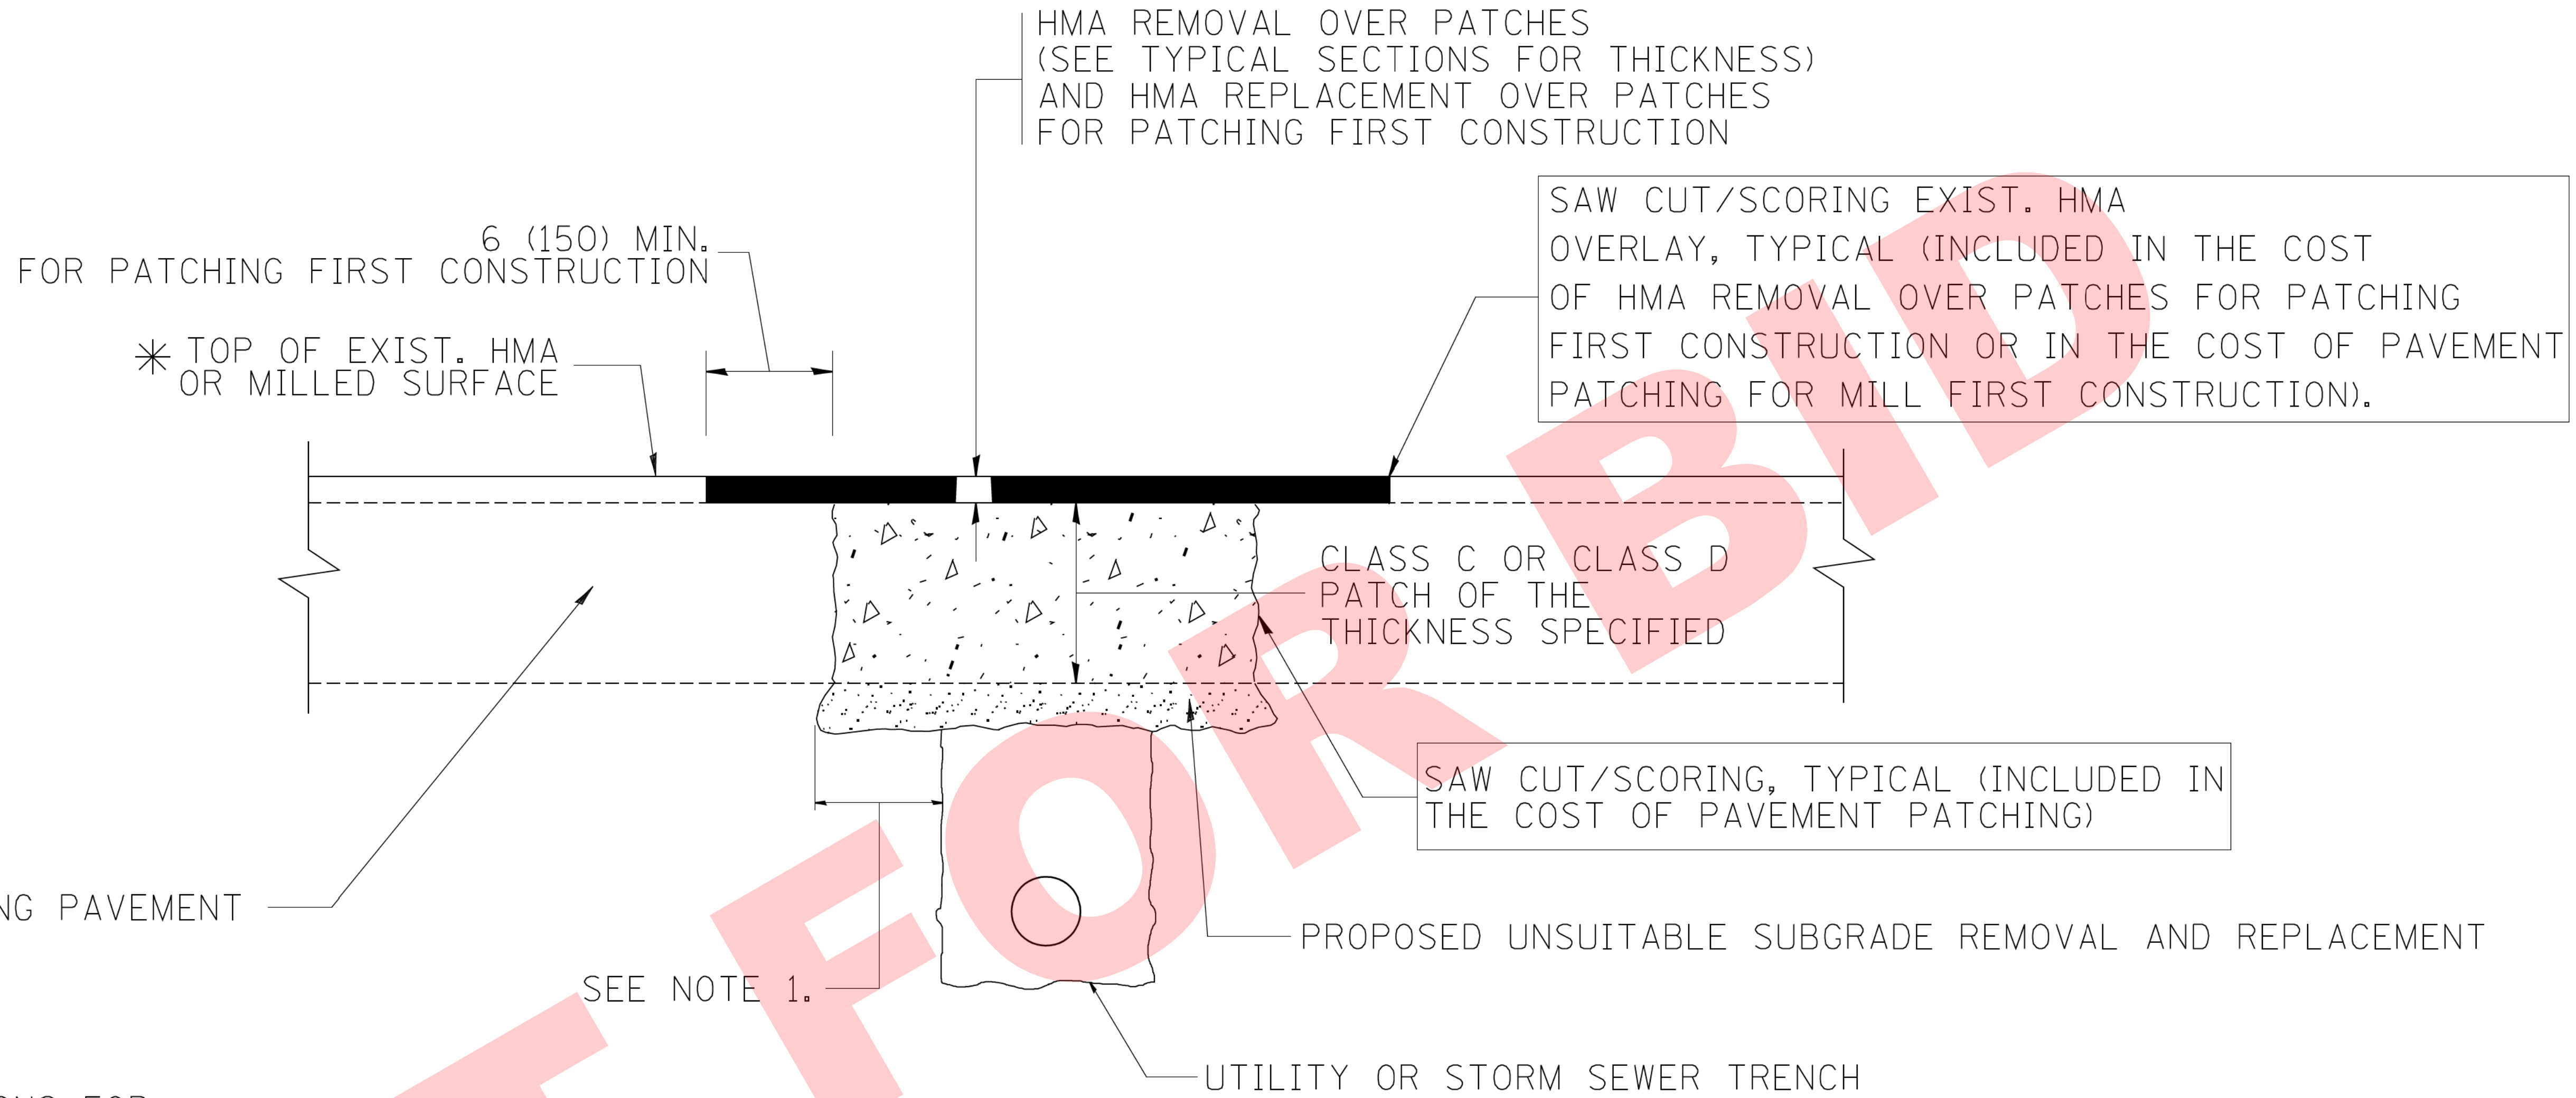 HMA REMOVAL OVER PATCHES
(SEE TYPICAL SECTIONS FOR THICKNESS)
AND HMA REPLACEMENT OVER PATCHES
FOR PATCHING FIRST CONSTRUCTION
SAW CUT/SCORING EXIST. HMA
OVERLAY, TYPICAL (INCLUDED IN THE COST
OF HMA REMOVAL OVER PATCHES FOR PATCHING
FIRST CONSTRUCTION OR IN THE COST OF PAVEMENT
PATCHING FOR MILL FIRST CONSTRUCTION).
6 (150) MIN.
FOR PATCHING FIRST CONSTRUCTION
* TOP OF EXIST. HMA
OR MILLED SURFACE
CLASS C OR CLASS D
PATCH OF THE
THICKNESS SPECIFIED
SAW CUT/SCORING, TYPICAL (INCLUDED IN
THE COST OF PAVEMENT PATCHING)
NG PAVEMENT
PROPOSED UNSUITABLE SUBGRADE REMOVAL AND REPLACEMENT
SEE NOTE 1.
UTILITY OR STORM SEWER TRENCH
FOR BID